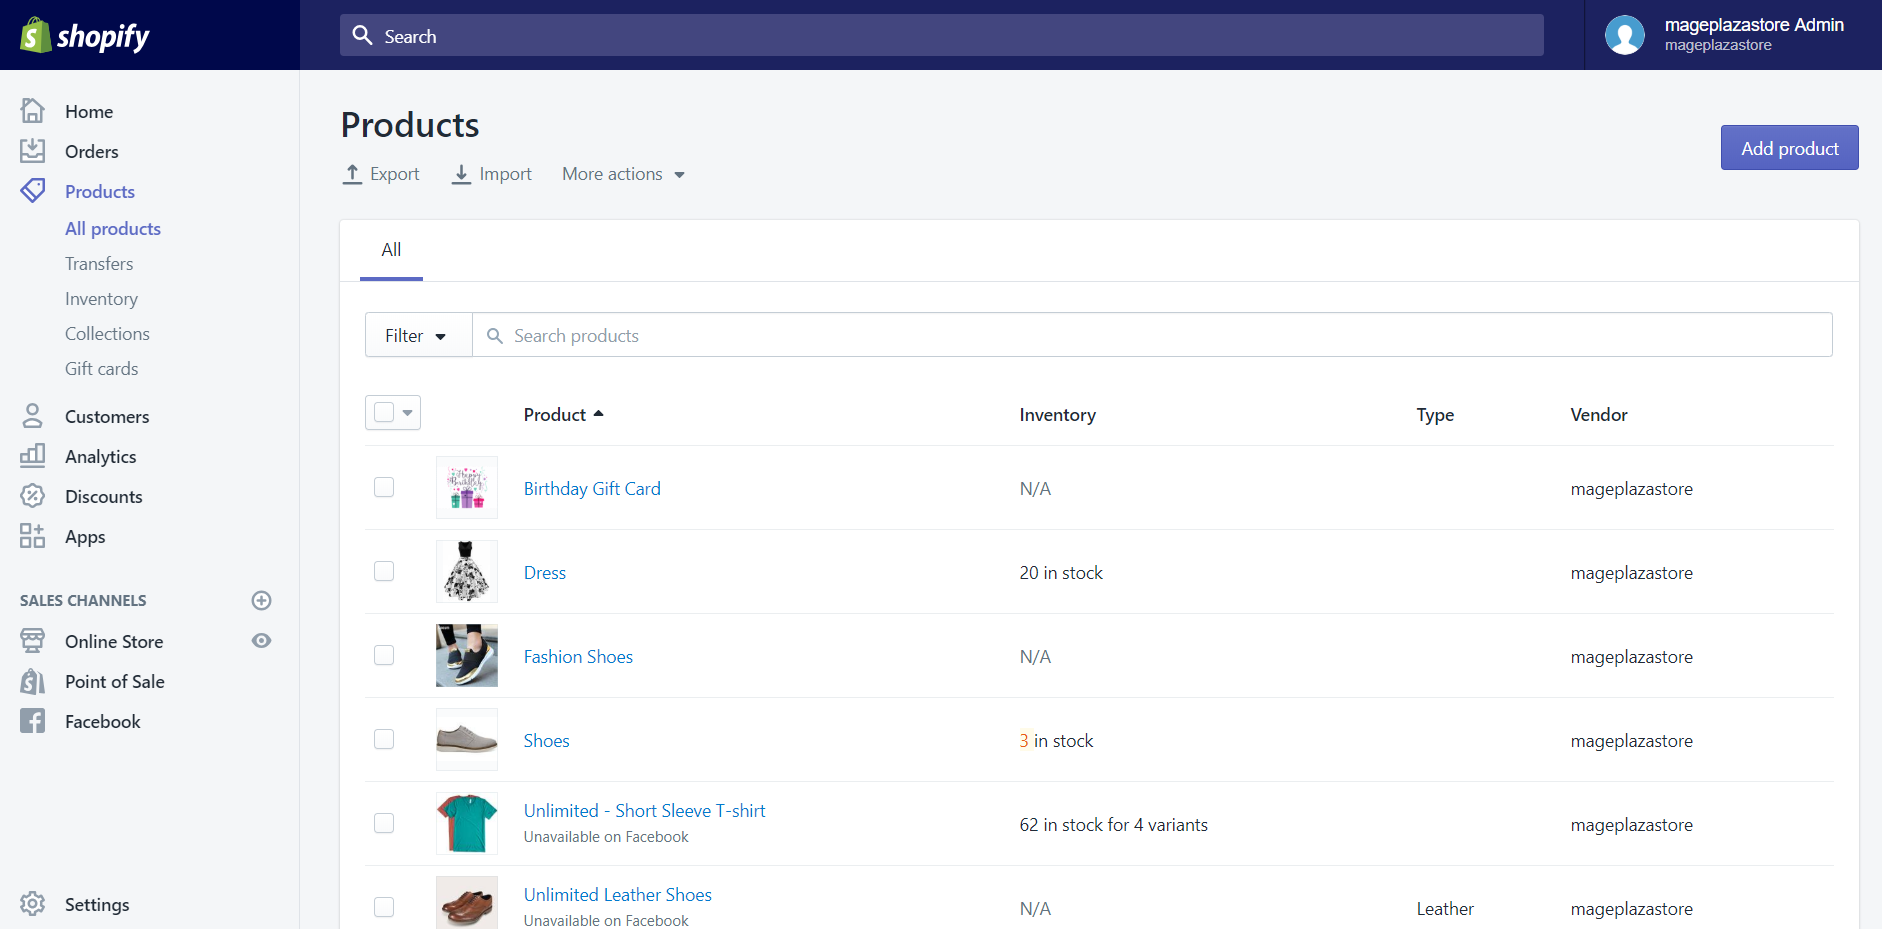 shopify
Search
mageplazastore Admin
mageplazastore
Home
Orders
Products
All products
Transfers
Inventory
Collections
Gift cards
Customers
Analytics
Discounts
Apps
SALES CHANNELS
Online Store
Point of Sale
Facebook
Settings
Products
Export Import More actions
Add product
All
Filter Search products
Product Inventory Type Vendor
Happy
Birthday
Birthday Gift Card N/A mageplazastore
Dress 20 in stock mageplazastore
Fashion Shoes N/A mageplazastore
Shoes 3 in stock mageplazastore
Unlimited - Short Sleeve T-shirt
Unavailable on Facebook
62 in stock for 4 variants mageplazastore
Unlimited Leather Shoes
Unavailable on Facebook
N/A Leather mageplazastore